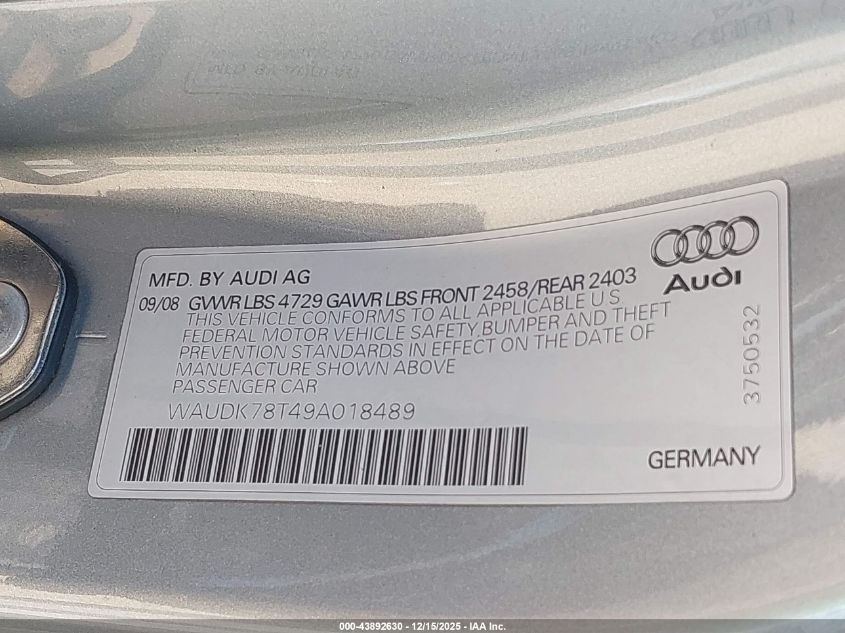 MFD. BY AUDI AG
09/08 GVWR LBS 4729 GAWR LBS FRONT 2458/REAR 2403
THIS VEHICLE CONFORMS TO ALL APPLICABLE U.S.
FEDERAL MOTOR VEHICLE SAFETY,BUMPER AND THEFT
PREVENTION STANDARDS IN EFFECT ON THE DATE OF
MANUFACTURE SHOWN ABOVE
PASSENGER CAR
WAUDK78T49A018489
Audi
3750532
GERMANY
000-43892630 - 12/15/2025 - IAA Inc.